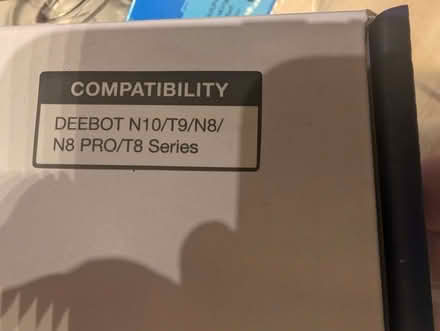 COMPATIBILITY
DEEBOT N10/T9/N8/
N8 PRO/T8 Series